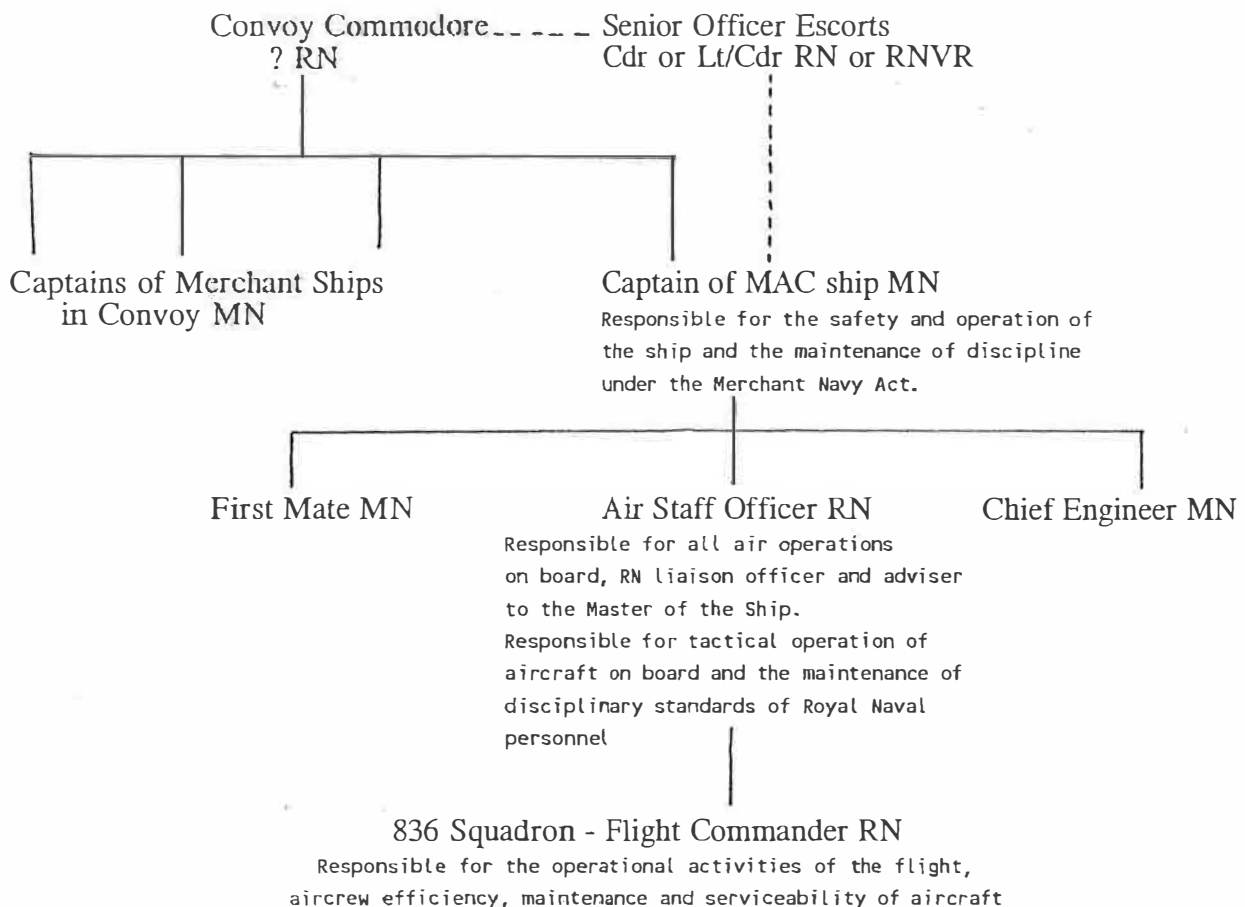 Convoy Commodore
? RN
Senior Officer Escorts
Cdr or Lt/Cdr RN or RNVR
Captains of Merchant Ships
in Convoy MN
Captain of MAC ship MN
Responsible for the safety and operation of
the ship and the maintenance of discipline
under the Merchant Navy Act.
First Mate MN
Air Staff Officer RN
Responsible for all air operations
on board, RN liaison officer and adviser
to the Master of the Ship.
Responsible for tactical operation of
aircraft on board and the maintenance of
disciplinary standards of Royal Naval
personnel
Chief Engineer MN
836 Squadron - Flight Commander RN
Responsible for the operational activities of the flight,
aircrew efficiency, maintenance and serviceability of aircraft